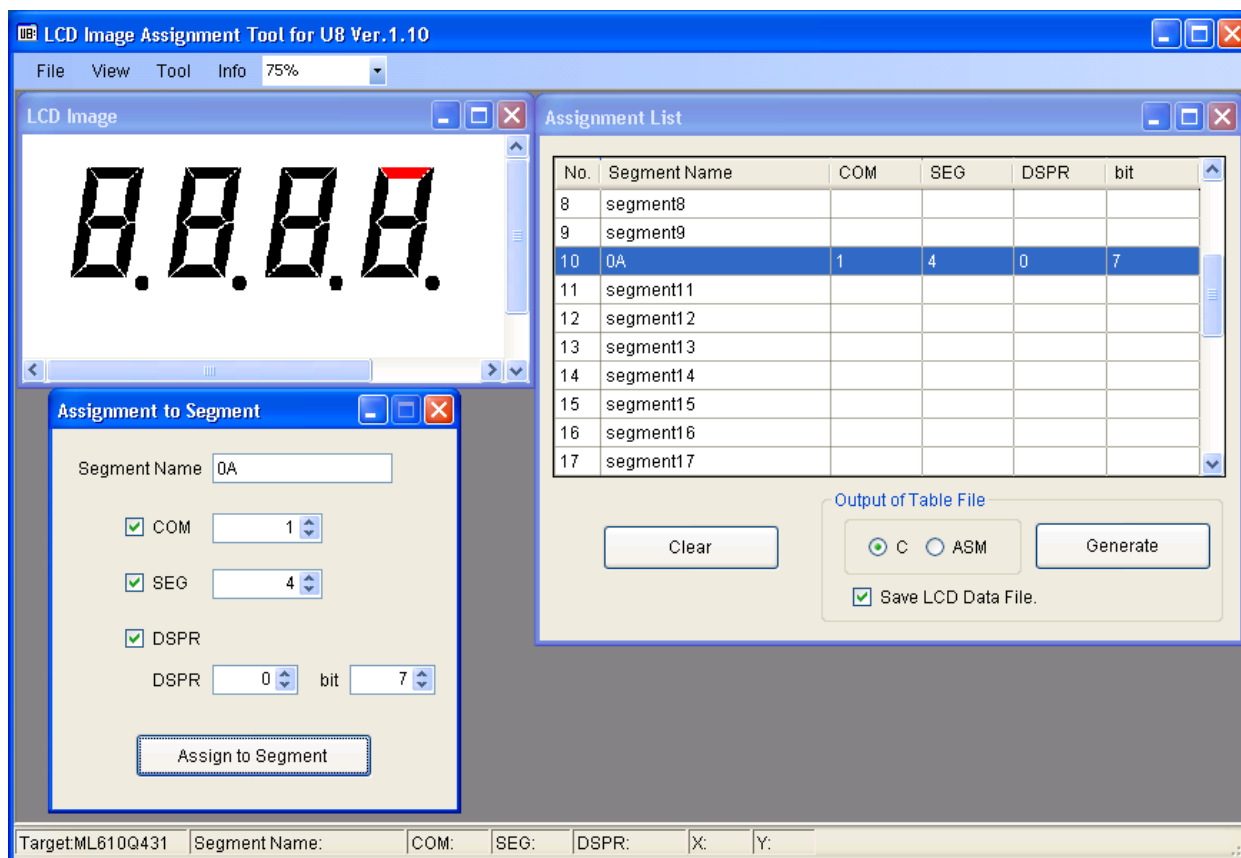 LCD Image Assignment Tool for U8 Ver.1.10
File View Tool Info 75%
LCD Image
8.8.8.8.
Assignment List
No. Segment Name COM SEG DSPR bit
8 segment8
9 segment9
10 0A 1 4 0 7
11 segment11
12 segment12
13 segment13
14 segment14
15 segment15
16 segment16
17 segment17
Clear
Output of Table File
C ASM
Generate
Save LCD Data File.
Assignment to Segment
Segment Name 0A
COM 1
SEG 4
DSPR
DSPR 0 bit 7
Assign to Segment
Target:ML610Q431 Segment Name: COM: SEG: DSPR: X: Y: